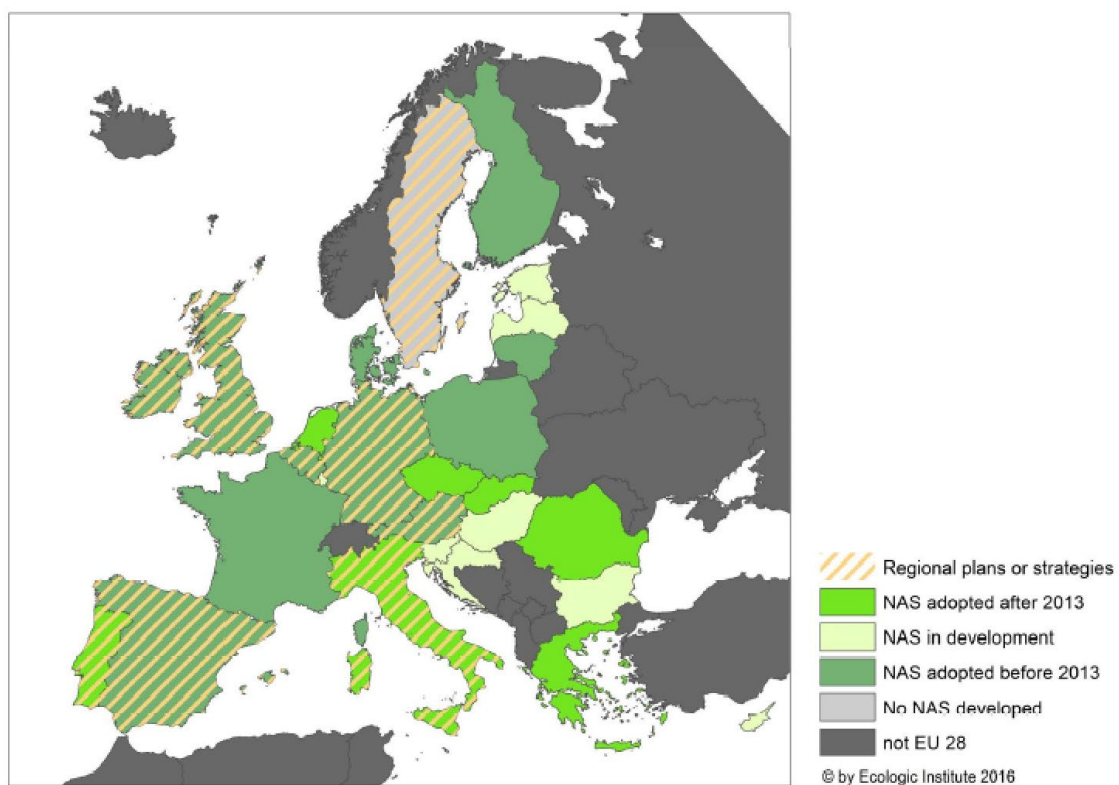 Regional plans or strategies
NAS adopted after 2013
NAS in development
NAS adopted before 2013
No NAS developed
not EU 28
© by Ecologic Institute 2016